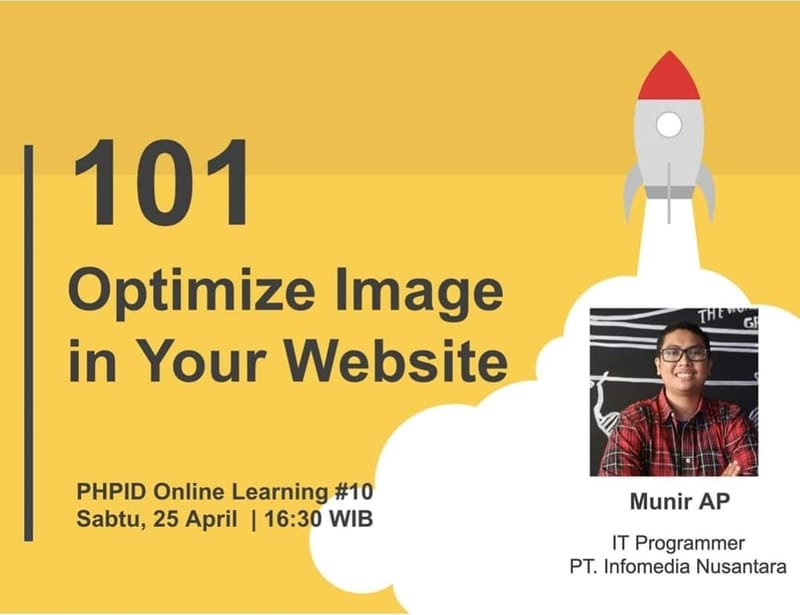 101
Optimize Image
in Your Website
PHPID Online Learning #10
Sabtu, 25 April | 16:30 WIB
THE
Munir AP
IT Programmer
PT. Infomedia Nusantara